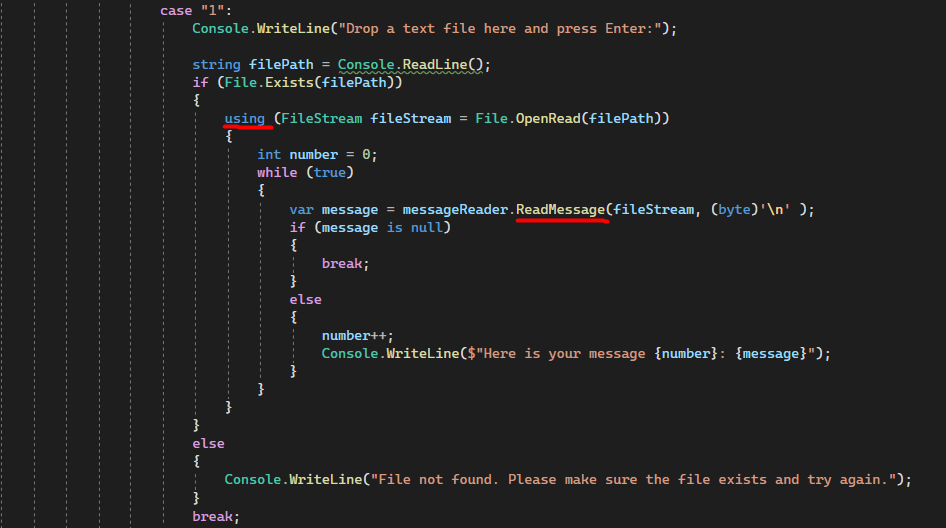 case "1":
Console.WriteLine("Drop a text file here and press Enter:");
string filePath = Console.ReadLine();
if (File.Exists(filePath))
{
using (FileStream fileStream = File.OpenRead(filePath))
{
int number = 0;
while (true)
{
var message = messageReader.ReadMessage(fileStream, (byte)'\n' );
if (message is null)
{
break;
}
else
{
number++;
Console.WriteLine($"Here is your message {number}: {message}");
}
}
}
}
else
{
Console.WriteLine("File not found. Please make sure the file exists and try again.");
}
break;